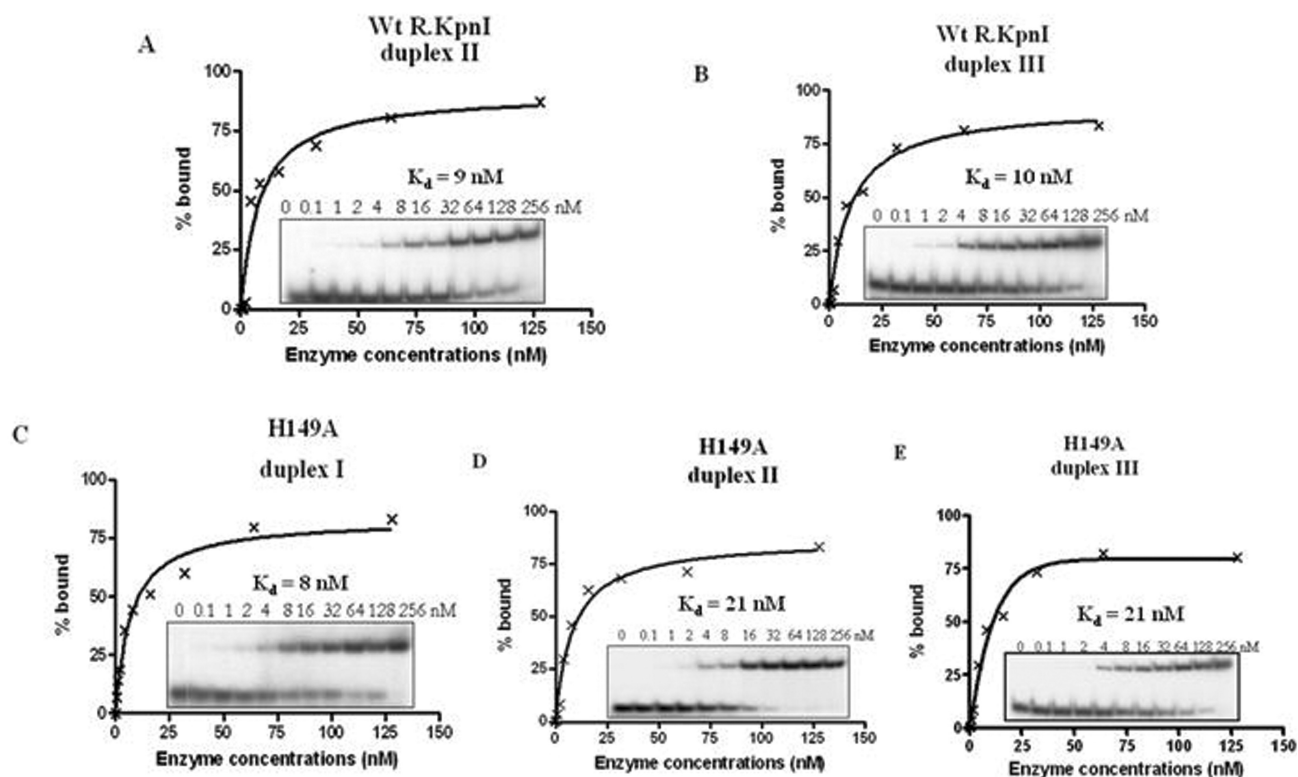 A
Wt R.KpnI
duplex II
100
75
50
25
0
% bound
Kd = 9 nM
0 0.1 1 2 4 8 16 32 64 128 256 nM
0 25 50 75 100 125 150
Enzyme concentrations (nM)
B
Wt R.KpnI
duplex III
100
75
50
25
0
% bound
Kd = 10 nM
0 0.1 1 2 4 8 16 32 64 128 256 nM
0 25 50 75 100 125 150
Enzyme concentrations (nM)
C
H149A
duplex I
100
75
50
25
0
% bound
Kd = 8 nM
0 0.1 1 2 4 8 16 32 64 128 256 nM
0 25 50 75 100 125 150
Enzyme concentrations (nM)
D
H149A
duplex II
100
75
50
25
0
% bound
Kd = 21 nM
0 0.1 1 2 4 8 16 32 64 128 256 nM
0 25 50 75 100 125 150
Enzyme concentrations (nM)
E
H149A
duplex III
100
75
50
25
0
% bound
Kd = 21 nM
0 0.1 1 2 4 8 16 32 64 128 256 nM
0 25 50 75 100 125 150
Enzyme concentrations (nM)